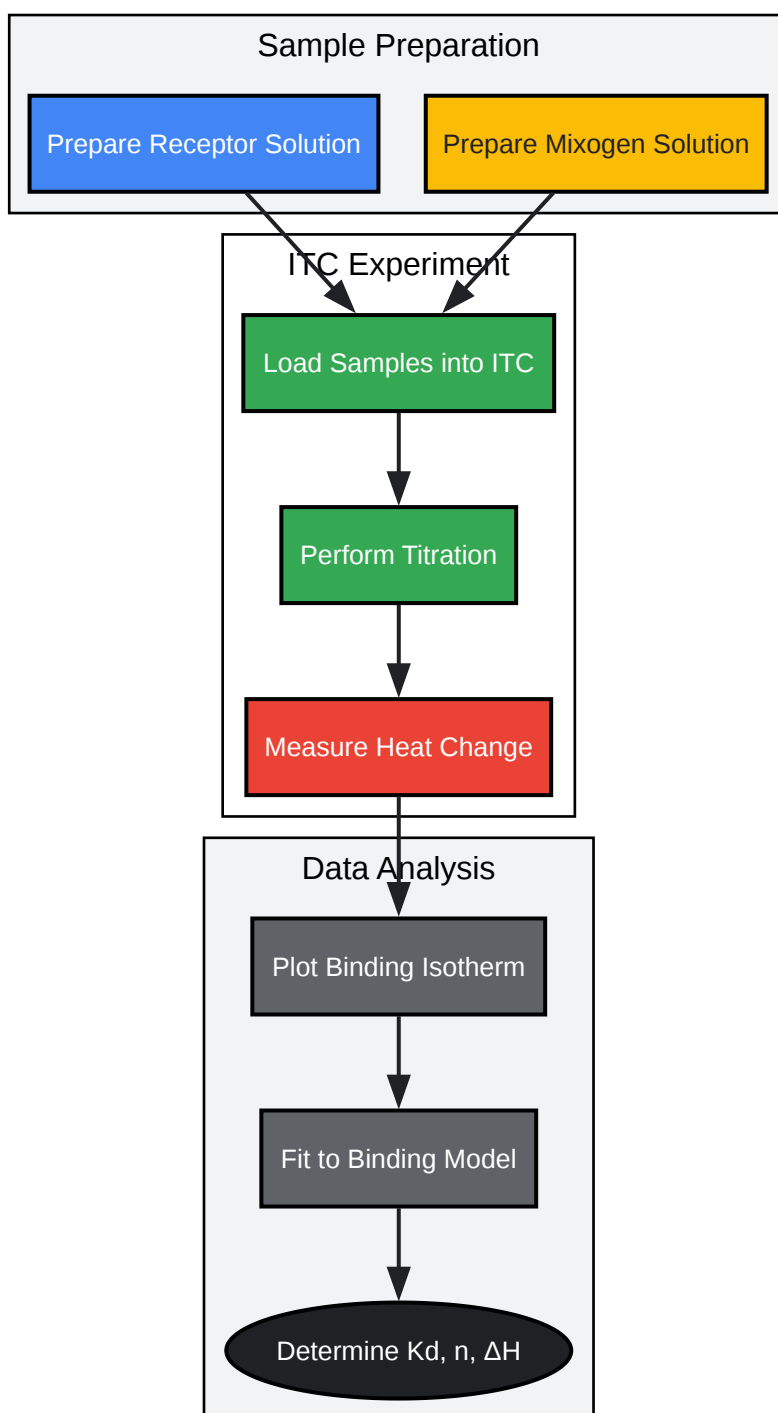 Sample Preparation
Prepare Receptor Solution
Prepare Mixogen Solution
ITC Experiment
Load Samples into ITC
Perform Titration
Measure Heat Change
Data Analysis
Plot Binding Isotherm
Fit to Binding Model
Determine Kd, n, ΔH